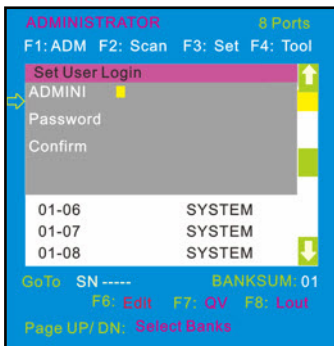 ADMINISTRATOR 8 Ports
F1: ADM F2: Scan F3: Set F4: Tool
Set User Login
ADMINI
Password
Confirm
01-06 SYSTEM
01-07 SYSTEM
01-08 SYSTEM
GoTo SN ----- BANKSUM: 01
F6: Edit F7: QV F8: Lout
Page UP/ DN: Select Banks